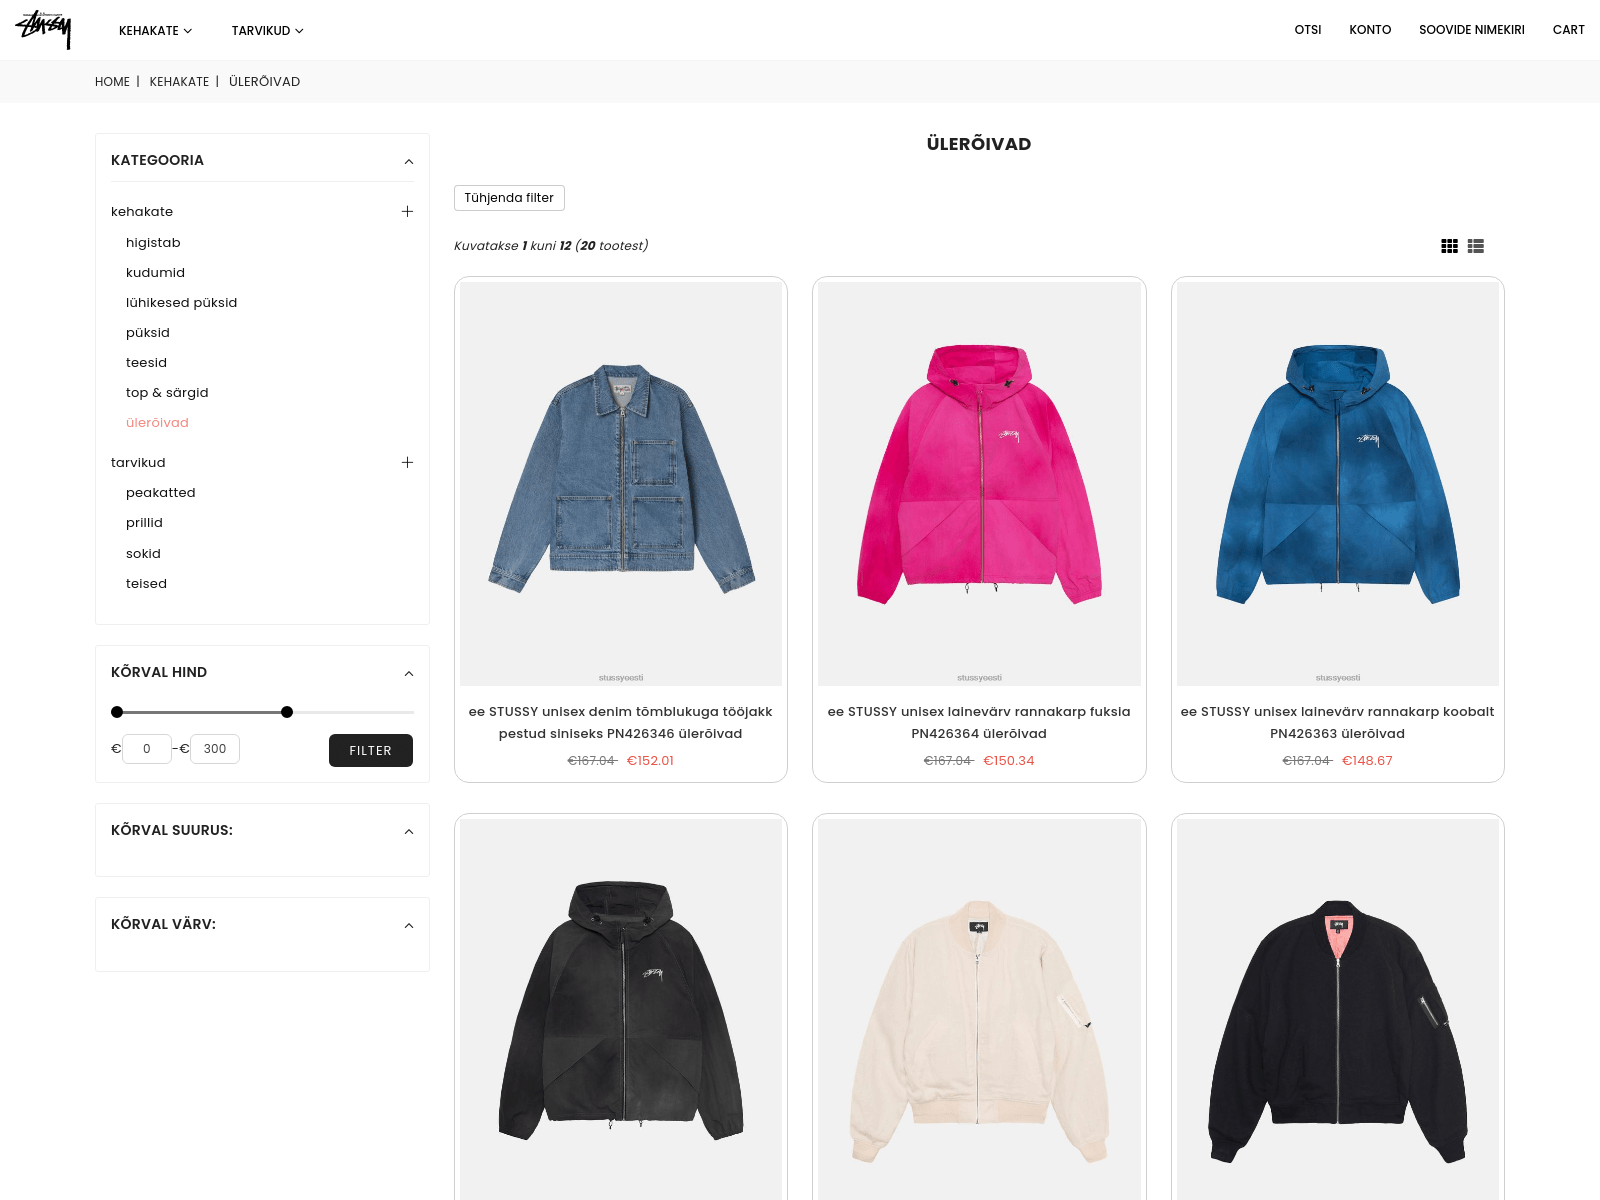 STUSSY
KEHAKATE
TARVIKUD
OTSI
KONTO
SOOVIDE NIMEKIRI
CART
HOME | KEHAKATE | ÜLERÕIVAD
KATEGOORIA
kehakate
higistab
kudumid
lühikesed püksid
püksid
teesid
top & särgid
ülerõivad
tarvikud
peakatted
prillid
sokid
teised
KÕRVAL HIND
€ 0 -€ 300
FILTER
KÕRVAL SUURUS:
KÕRVAL VÄRV:
ÜLERÕIVAD
Tühjenda filter
Kuvatakse 1 kuni 12 (20 tootest)
stussyeesti
ee STUSSY unisex denim tõmblukuga tööjakk
pestud siniseks PN426346 ülerõivad
€167.04 €152.01
stussyeesti
ee STUSSY unisex lainevärv rannakarp fuksia
PN426364 ülerõivad
€167.04 €150.34
stussyeesti
ee STUSSY unisex lainevärv rannakarp koobalt
PN426363 ülerõivad
€167.04 €148.67